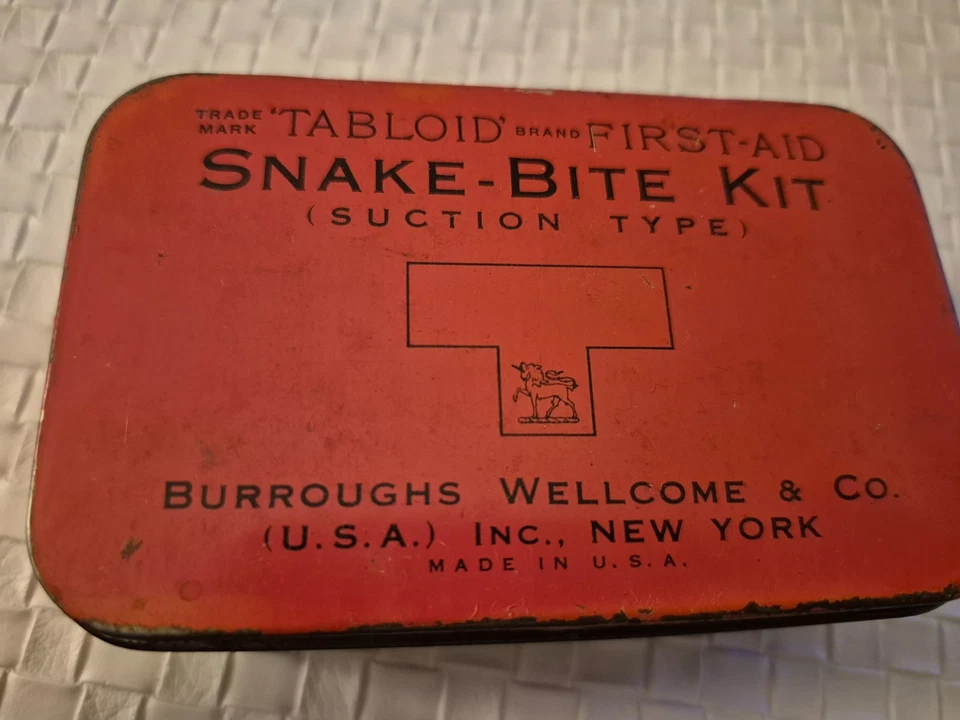 TRADE MARK 'TABLOID' BRAND FIRST-AID
SNAKE-BITE KIT
(SUCTION TYPE)
BURROUGHS WELLCOME & CO.
(U.S.A.) INC., NEW YORK
MADE IN U.S.A.